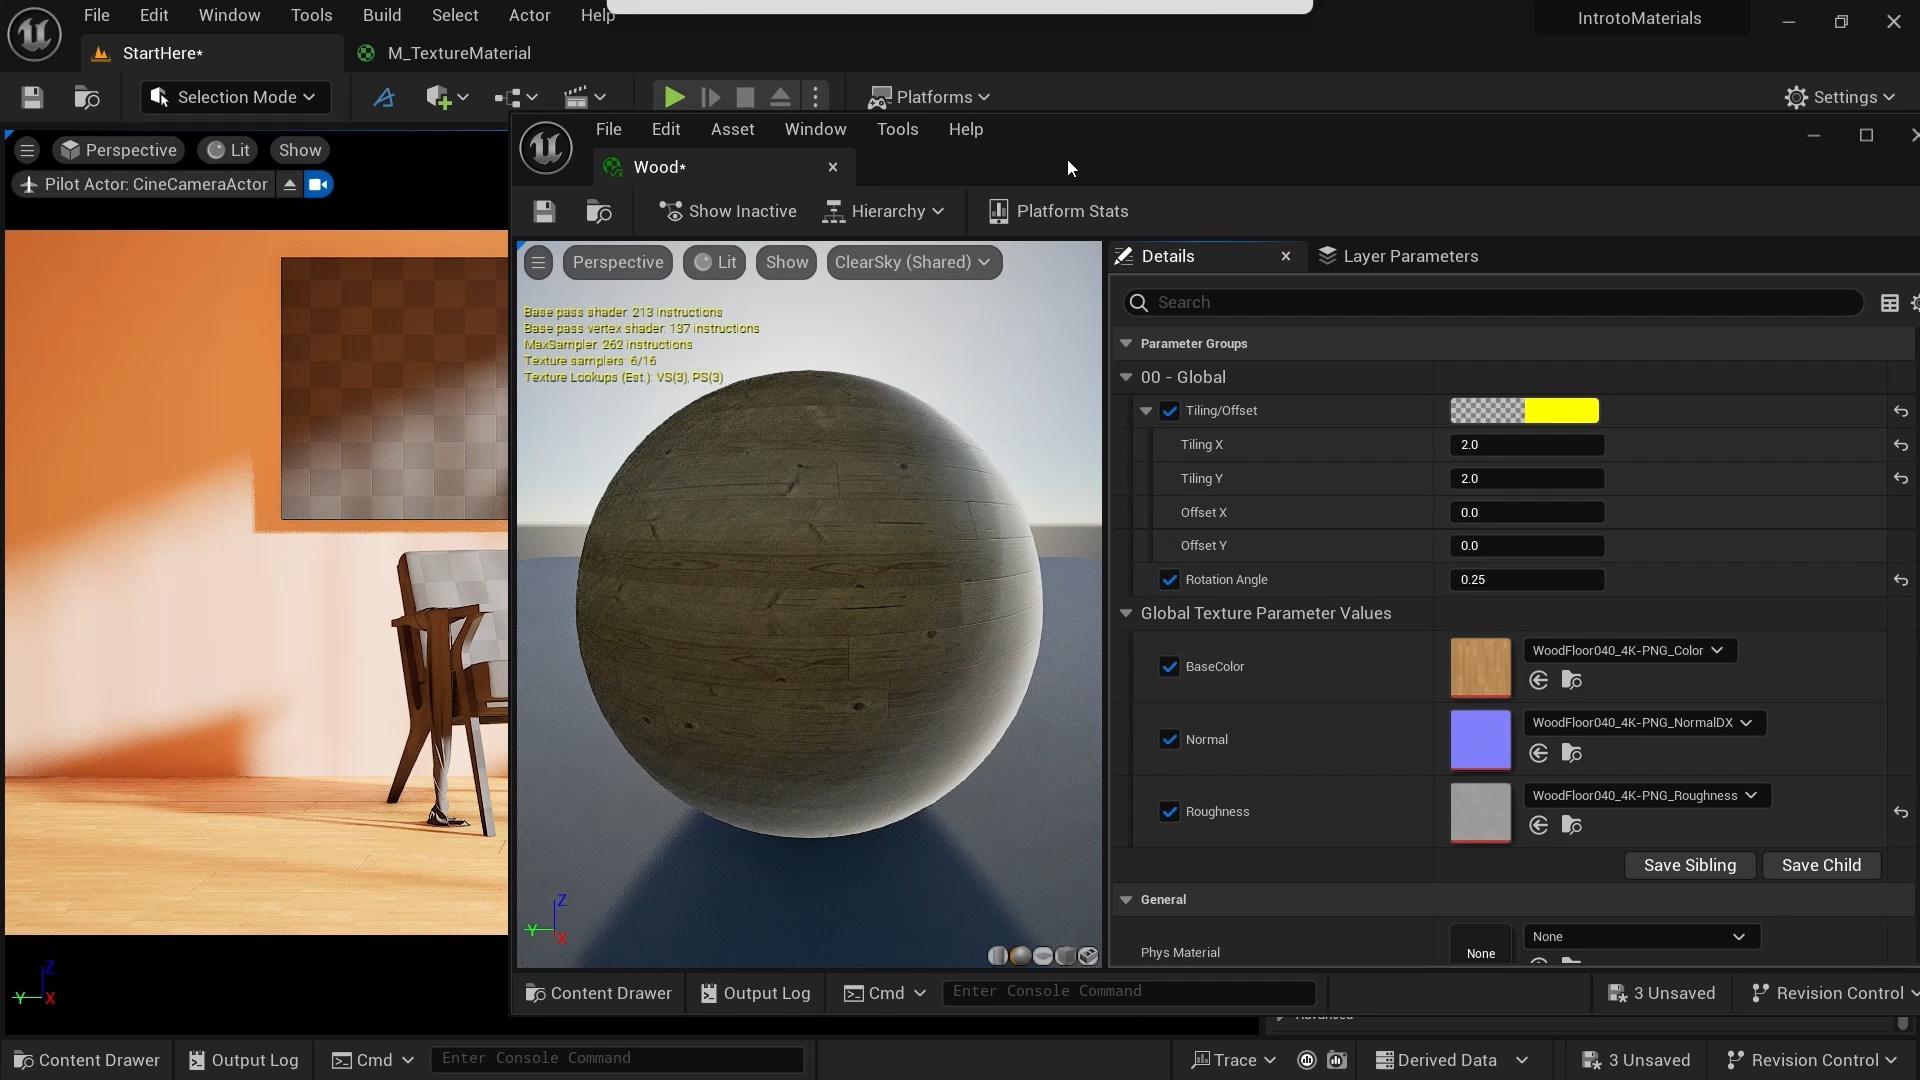 File Edit Window Tools Build Select Actor Help
IntrotoMaterials
StartHere*
M_TextureMaterial
Selection Mode
Platforms
Settings
Perspective
Lit
Show
Pilot Actor: CineCameraActor
File Edit Asset Window Tools Help
Wood*
Show Inactive
Hierarchy
Platform Stats
Perspective
Lit
Show
ClearSky (Shared)
Base pass shader: 213 instructions
Base pass vertex shader: 137 instructions
MaxSampler: 262 instructions
Texture samplers: 6/16
Texture Lookups (Est.): VS(3), PS(3)
Details
Layer Parameters
Search
Parameter Groups
00 - Global
Tiling/Offset
Tiling X 2.0
Tiling Y 2.0
Offset X 0.0
Offset Y 0.0
Rotation Angle 0.25
Global Texture Parameter Values
BaseColor WoodFloor040_4K-PNG_Color
Normal WoodFloor040_4K-PNG_NormalDX
Roughness WoodFloor040_4K-PNG_Roughness
Save Sibling Save Child
General
Phys Material None None
Z
Y
X
Z
Y
X
Content Drawer Output Log Cmd Enter Console Command 3 Unsaved Revision Control
Advanced
Content Drawer Output Log Cmd Enter Console Command Trace Derived Data 3 Unsaved Revision Control